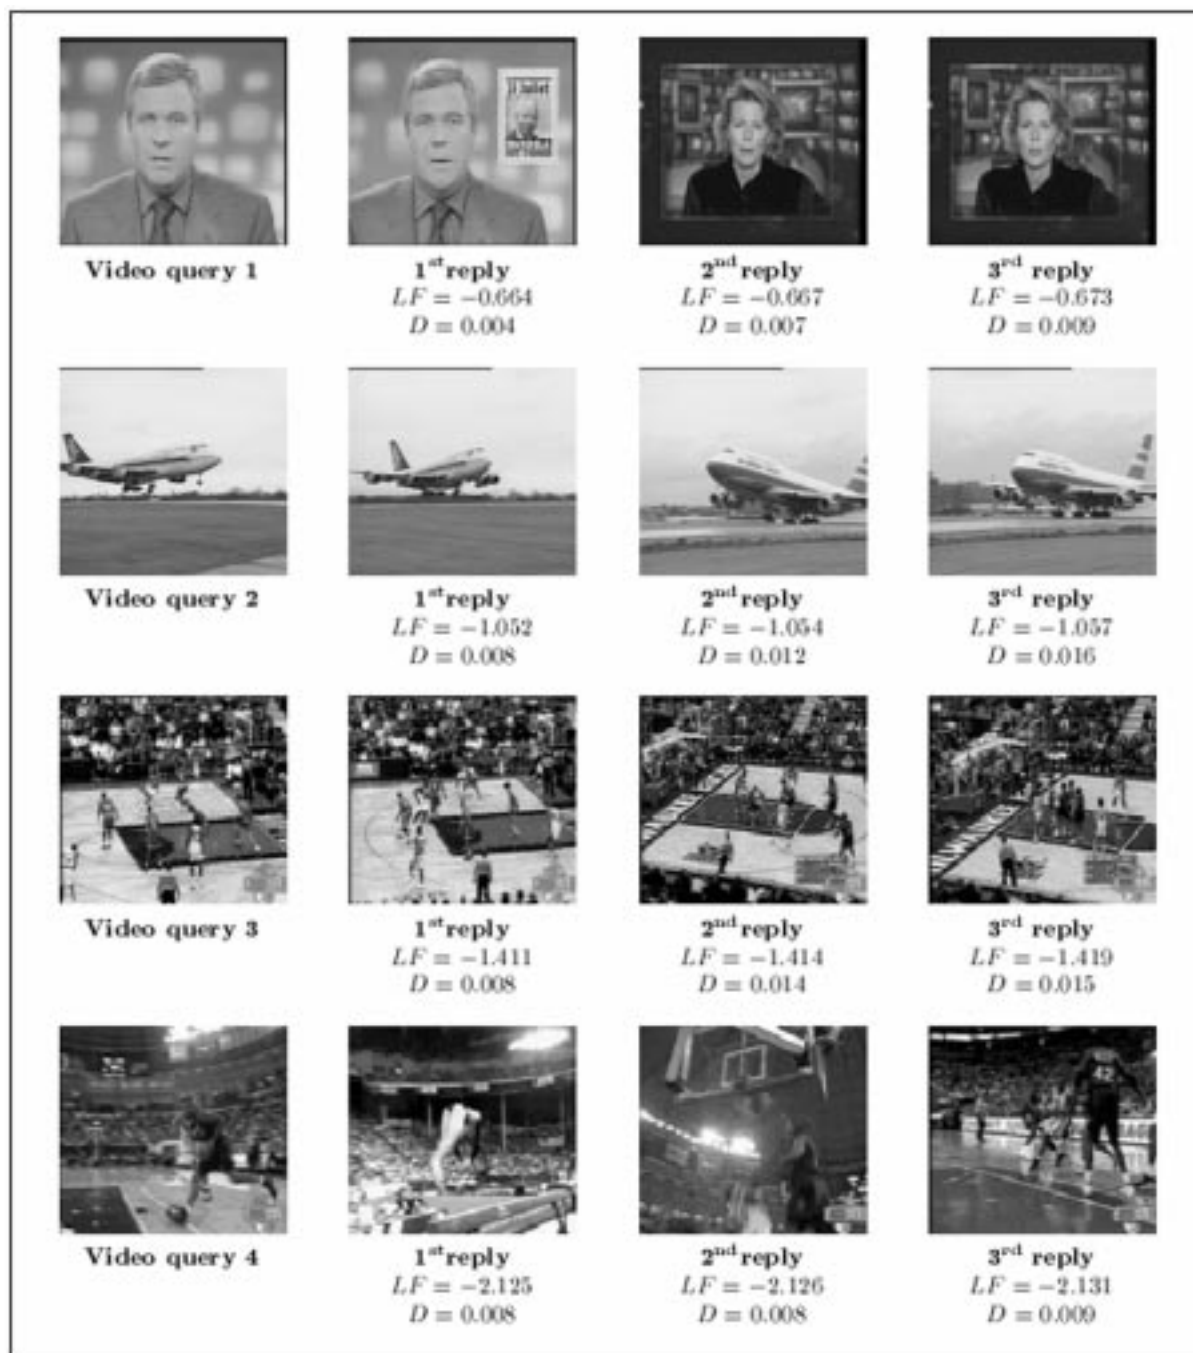 Video query 1
1st reply
LF = −0.664
D = 0.004
2nd reply
LF = −0.667
D = 0.007
3rd reply
LF = −0.673
D = 0.009
Video query 2
1st reply
LF = −1.052
D = 0.008
2nd reply
LF = −1.054
D = 0.012
3rd reply
LF = −1.057
D = 0.016
Video query 3
1st reply
LF = −1.411
D = 0.008
2nd reply
LF = −1.414
D = 0.014
3rd reply
LF = −1.419
D = 0.015
42
Video query 4
1st reply
LF = −2.125
D = 0.008
2nd reply
LF = −2.126
D = 0.008
3rd reply
LF = −2.131
D = 0.009